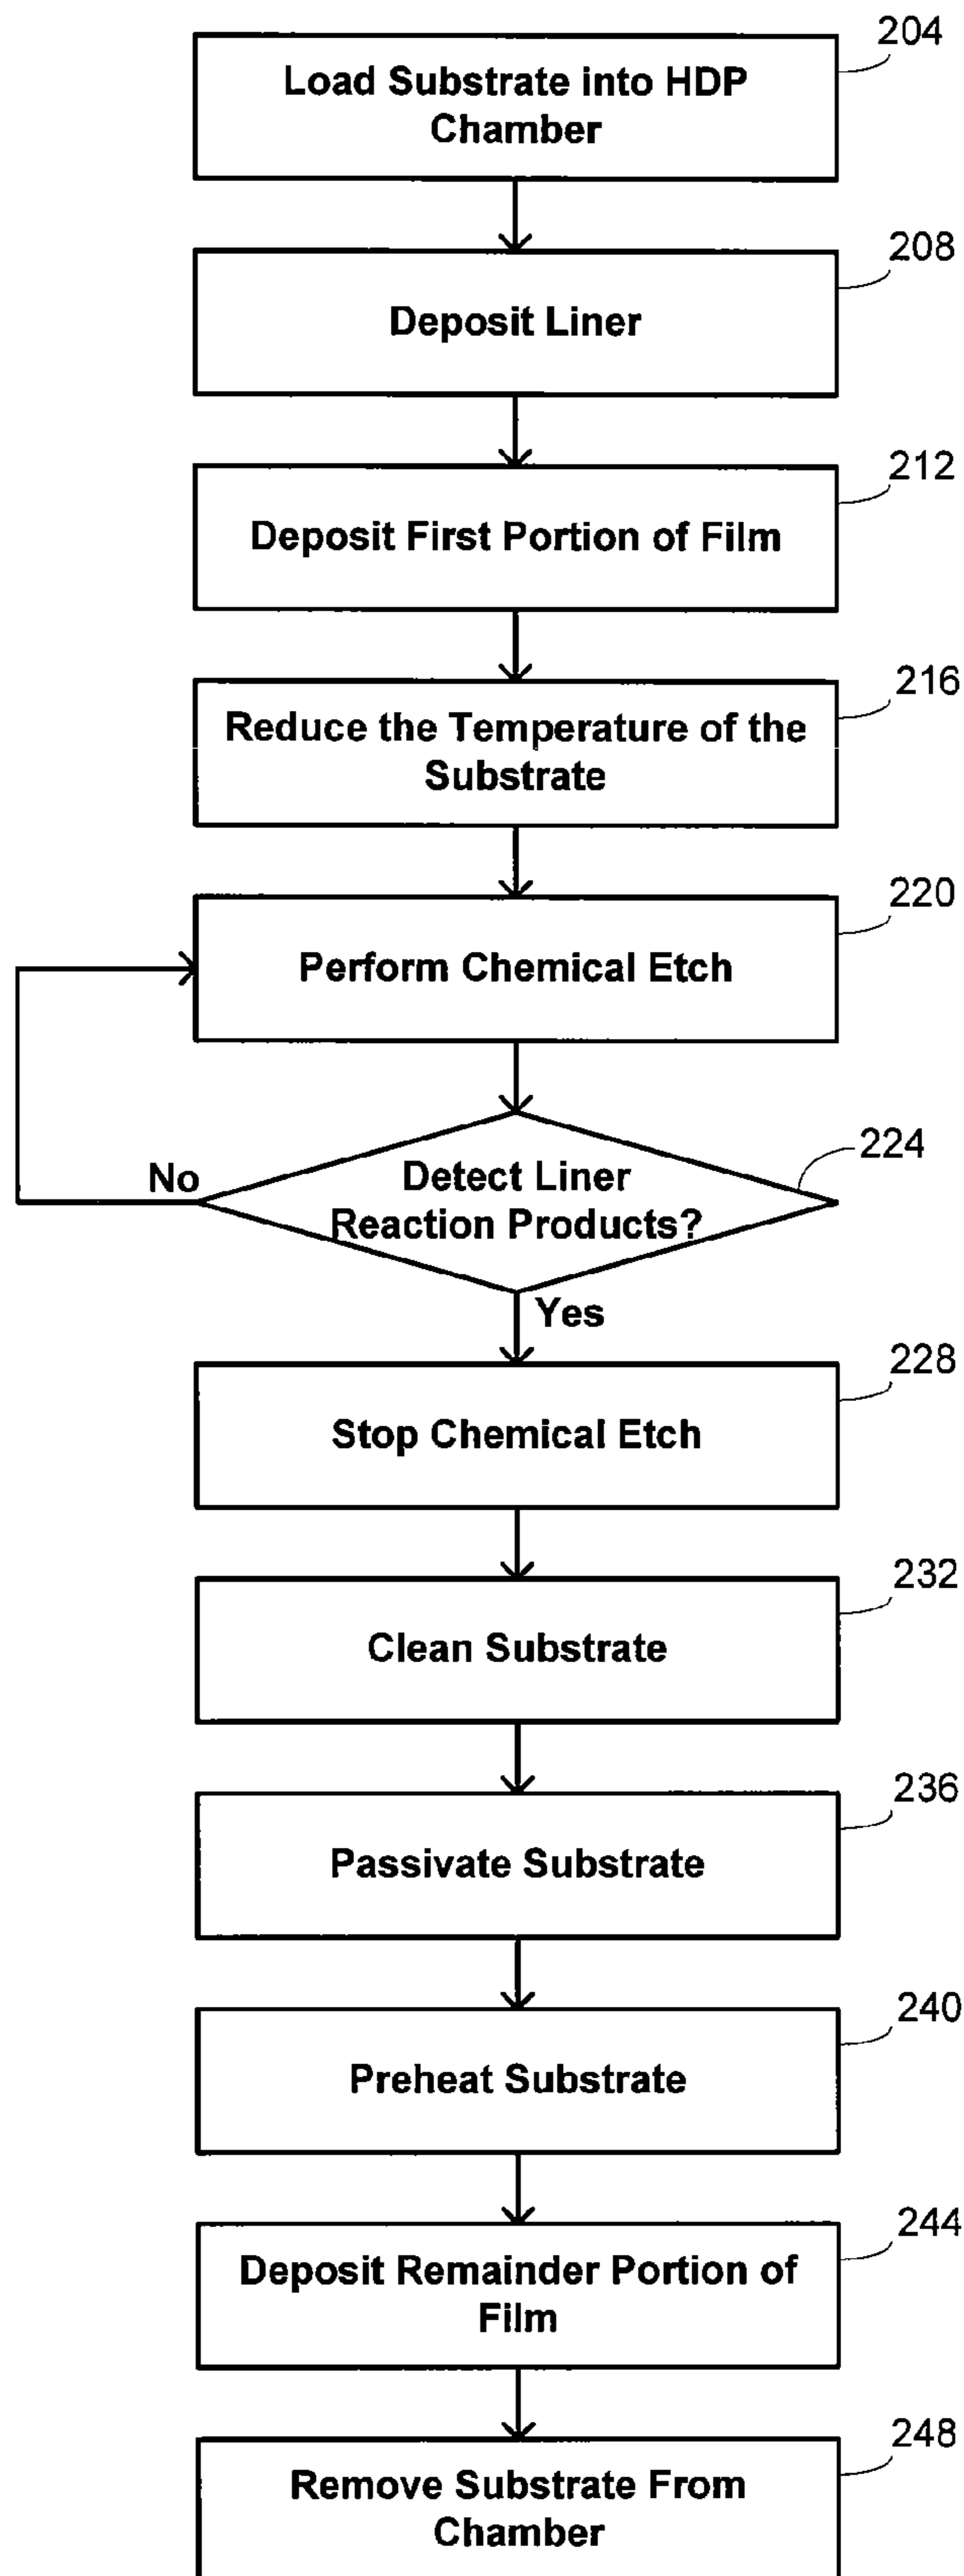 204
Load Substrate into HDP
Chamber
208
Deposit Liner
212
Deposit First Portion of Film
216
Reduce the Temperature of the
Substrate
220
Perform Chemical Etch
224
Detect Liner
Reaction Products?
No
Yes
228
Stop Chemical Etch
232
Clean Substrate
236
Passivate Substrate
240
Preheat Substrate
244
Deposit Remainder Portion of
Film
248
Remove Substrate From
Chamber